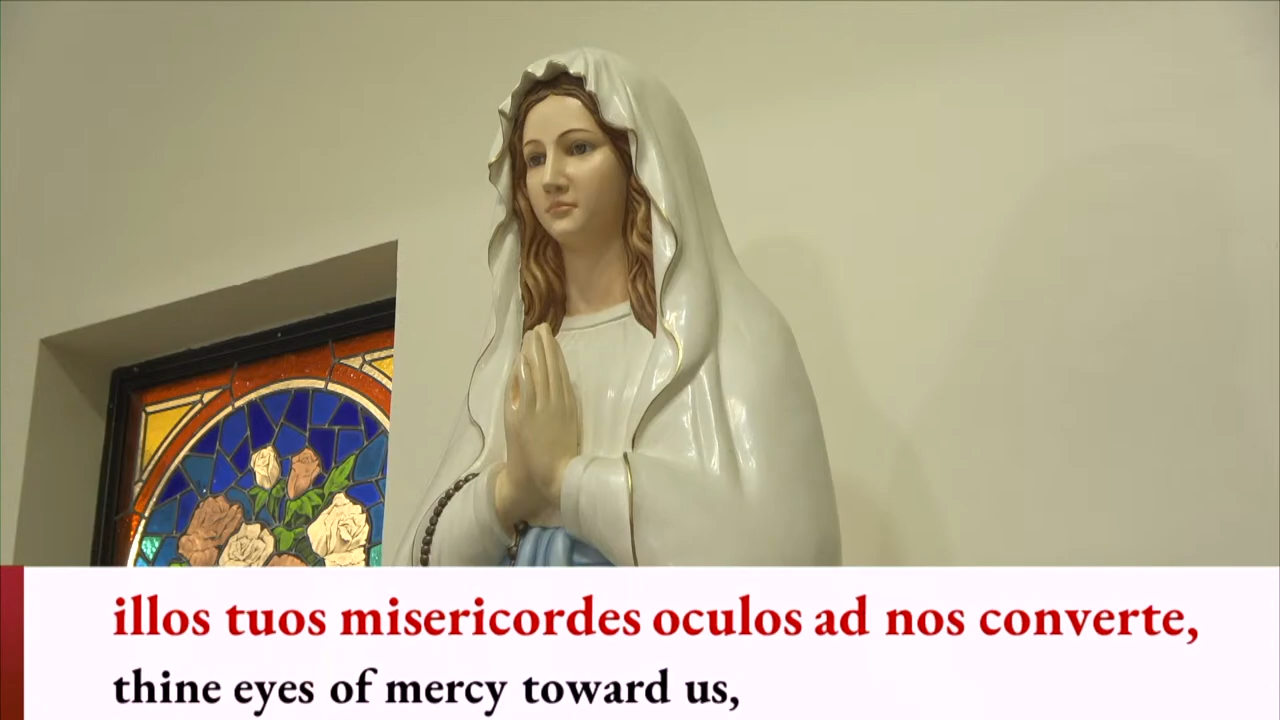 illos tuos misericordes oculos ad nos converte,
thine eyes of mercy toward us,